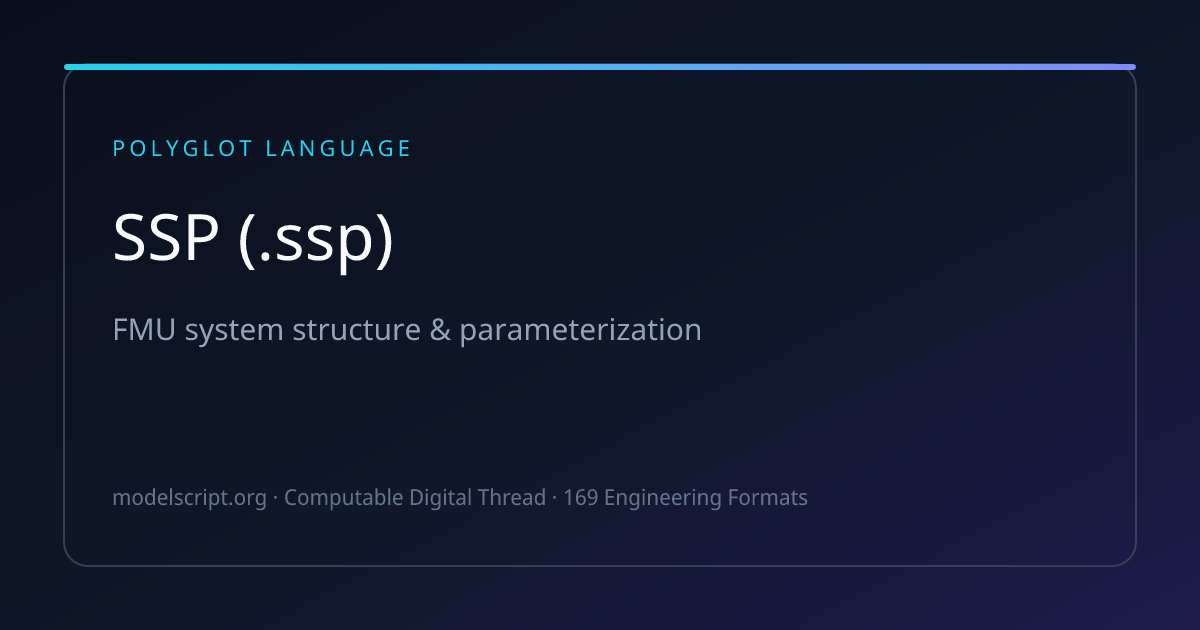 POLYGLOT LANGUAGE
SSP (.ssp)
FMU system structure & parameterization
modelscript.org · Computable Digital Thread · 169 Engineering Formats